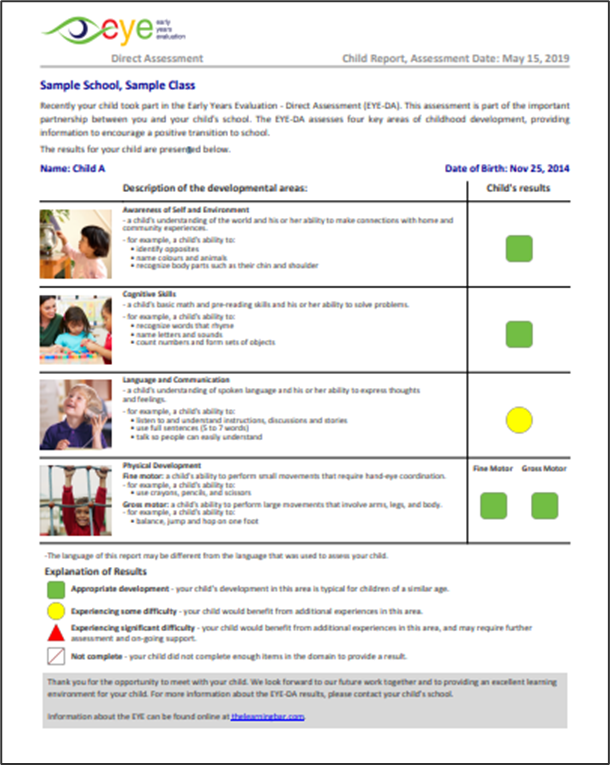 eye early
years
evaluation
Direct Assessment Child Report, Assessment Date: May 15, 2019
Sample School, Sample Class
Recently your child took part in the Early Years Evaluation - Direct Assessment (EYE-DA). This assessment is part of the important
partnership between you and your child's school. The EYE-DA assesses four key areas of childhood development, providing
information to encourage a positive transition to school.
The results for your child are presented below.
Name: Child A Date of Birth: Nov 25, 2014
Description of the developmental areas: Child's results
Awareness of Self and Environment
- a child's understanding of the world and his or her ability to make connections with home and
community experiences.
- for example, a child's ability to:
• identify opposites
• name colours and animals
• recognize body parts such as their chin and shoulder
Cognitive Skills
- a child's basic math and pre-reading skills and his or her ability to solve problems.
- for example, a child's ability to:
• recognize words that rhyme
• name letters and sounds
• count numbers and form sets of objects
Language and Communication
- a child's understanding of spoken language and his or her ability to express thoughts
and feelings.
- for example, a child's ability to:
• listen to and understand instructions, discussions and stories
• use full sentences (5 to 7 words)
• talk so people can easily understand
Physical Development
Fine motor: a child's ability to perform small movements that require hand-eye-coordination.
- for example, a child's ability to:
• use crayons, pencils, and scissors
Gross motor: a child's ability to perform large movements that involve arms, legs, and body.
- for example, a child's ability to:
• balance, jump and hop on one foot
Fine Motor Gross Motor
-The language of this report may be different from the language that was used to assess your child.
Explanation of Results
Appropriate development - your child's development in this area is typical for children of a similar age.
Experiencing some difficulty - your child would benefit from additional experiences in this area.
Experiencing significant difficulty - your child would benefit from additional experiences in this area, and may require further
assessment and on-going support.
Not complete - your child did not complete enough items in the domain to provide a result.
Thank you for the opportunity to meet with your child. We look forward to our future work together and to providing an excellent learning
environment for your child. For more information about the EYE-DA results, please contact your child's school.
Information about the EYE can be found online at thelearningbar.com.